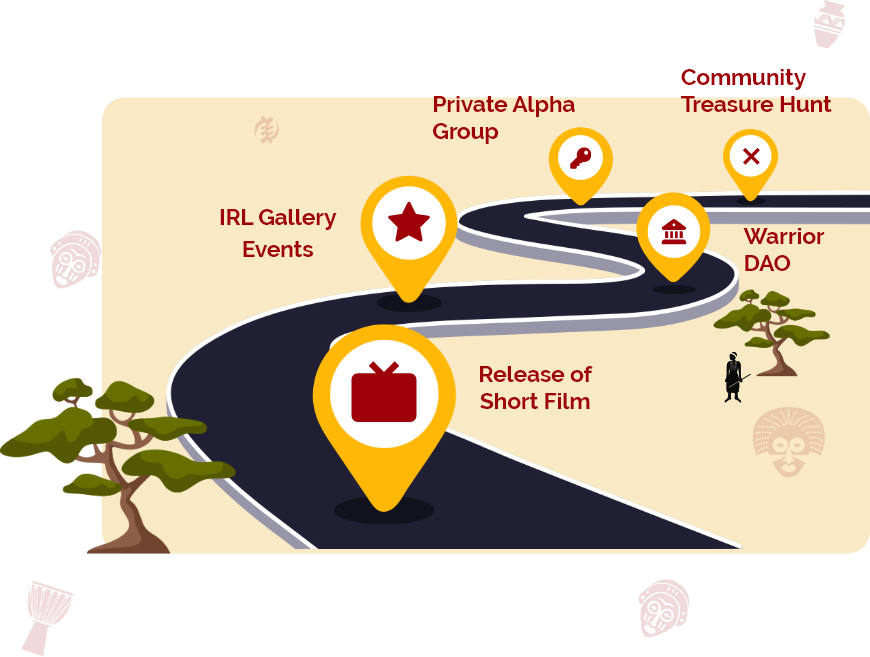 Community
Treasure Hunt
Private Alpha
Group
IRL Gallery
Events
Warrior
DAO
Release of
Short Film